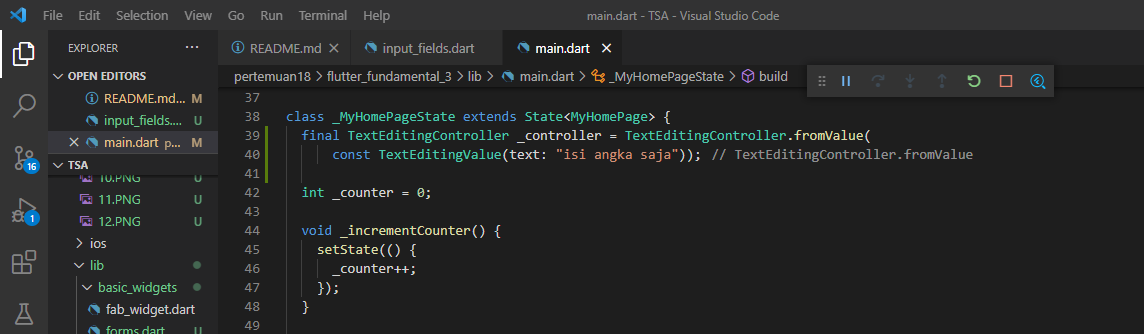 File Edit Selection View Go Run Terminal Help main.dart - TSA - Visual Studio Code
EXPLORER ...
README.md
input_fields.dart
main.dart
OPEN EDITORS
README.md... M
input_fields.... U
main.dart p... M
TSA
10.PNG U
11.PNG U
12.PNG U
ios
lib
basic_widgets
fab_widget.dart
forms.dart U
16
1
pertemuan18 > flutter_fundamental_3 > lib > main.dart > _MyHomePageState > build
37
38 class _MyHomePageState extends State<MyHomePage> {
39 final TextEditingController _controller = TextEditingController.fromValue(
40 const TextEditingValue(text: "isi angka saja")); // TextEditingController.fromValue
41
42 int _counter = 0;
43
44 void _incrementCounter() {
45 setState(() {
46 _counter++;
47 });
48 }
49